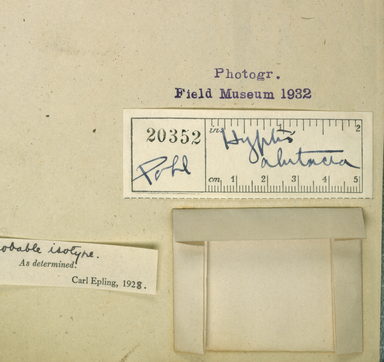 Photogr.
Field Museum 1932
20352
ins. 1 2
Hyptis
alutacea
Pohl
cm. 1 2 3 4 5
obable isotype.
As determined.
Carl Epling, 1928.